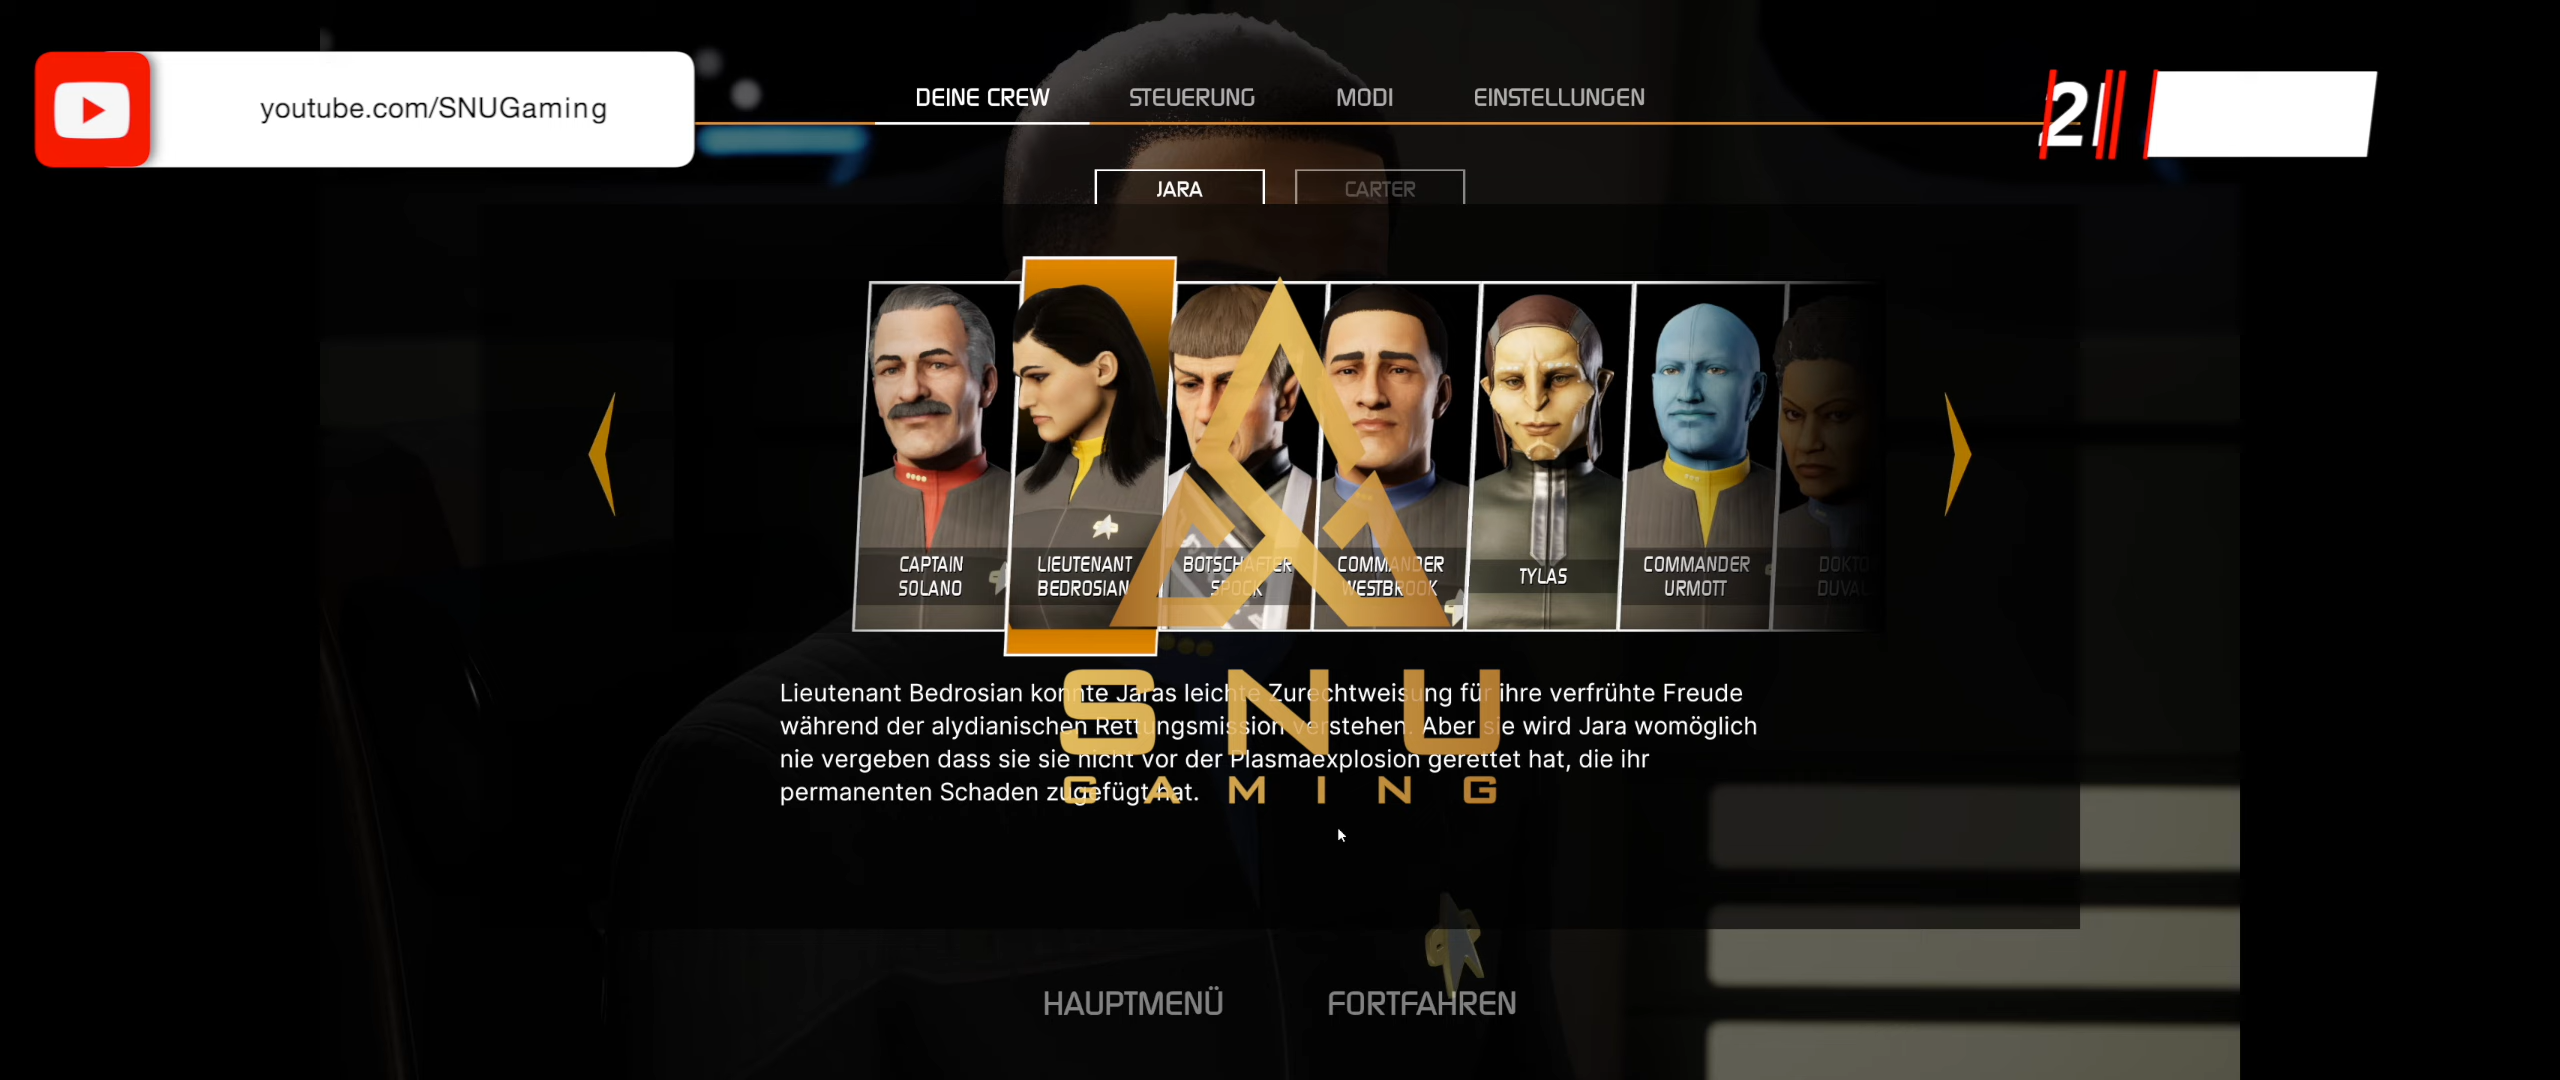 youtube.com/SNUGaming
DEINE CREW
STEUERUNG
MODI
EINSTELLUNGEN
2
JARA
CARTER
CAPTAIN
SOLANO
LIEUTENANT
BEDROSIAN
BOTSCHAFTER
SPOCK
COMMANDER
WESTBROOK
TYLAS
COMMANDER
URMOTT
Lieutenant Bedrosian konnte Jaras leichte Zurechtweisung für ihre verfrühte Freude
während der alydianischen Rettungsmission verstehen. Aber sie wird Jara womöglich
nie vergeben dass sie sie nicht vor der Plasmaexplosion gerettet hat, die ihr
permanenten Schaden zugefügt hat.
SNU
GAMING
HAUPTMENÜ
FORTFAHREN